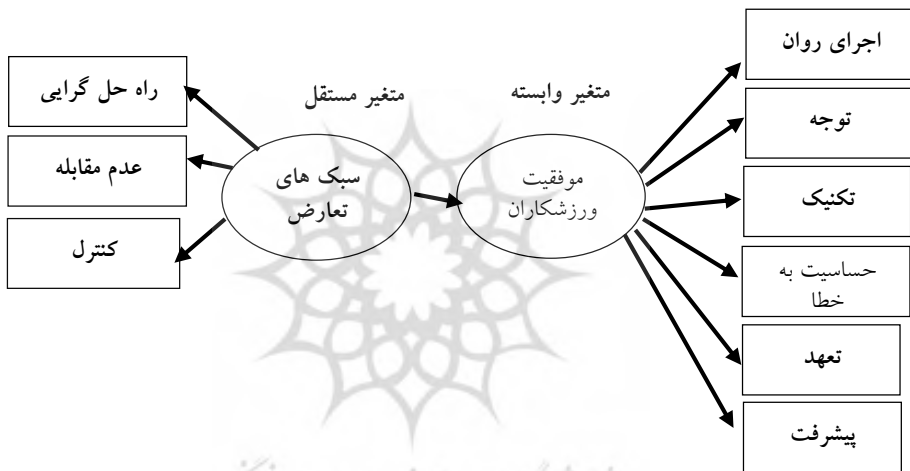 اجرای روان
راه حل گرایی
متغیر مستقل
متغیر وابسته
توجه
عدم مقابله
سبک های
تعارض
موفقیت
ورزشکاران
تکنیک
کنترل
حساسیت به
خطا
تعهد
پیشرفت